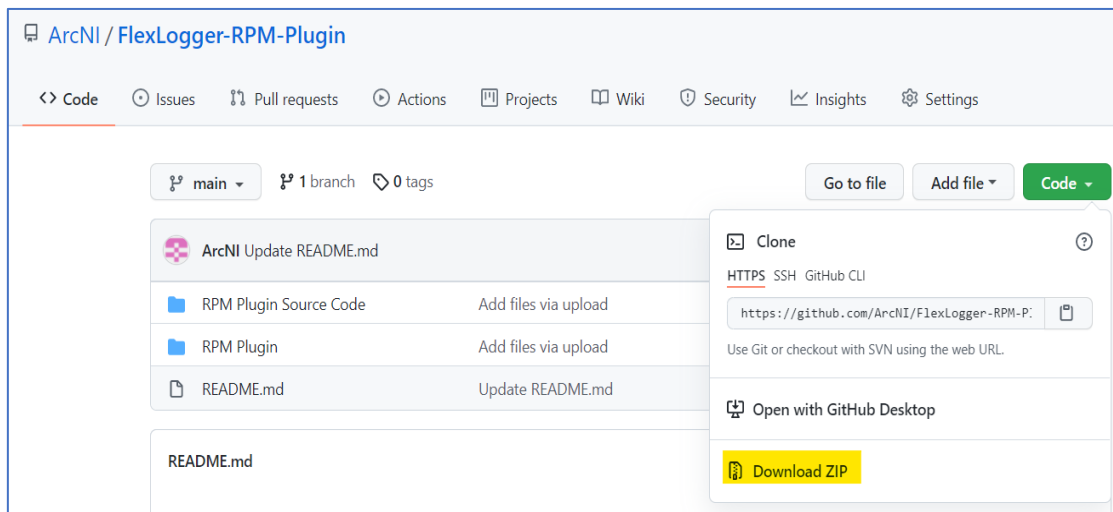 ArcNI / FlexLogger-RPM-Plugin
Code Issues Pull requests Actions Projects Wiki Security Insights Settings
main 1 branch 0 tags Go to file Add file Code
ArcNI Update README.md
RPM Plugin Source Code Add files via upload
RPM Plugin Add files via upload
README.md Update README.md
README.md
Clone
HTTPS SSH GitHub CLI
https://github.com/ArcNI/FlexLogger-RPM-P
Use Git or checkout with SVN using the web URL.
Open with GitHub Desktop
Download ZIP